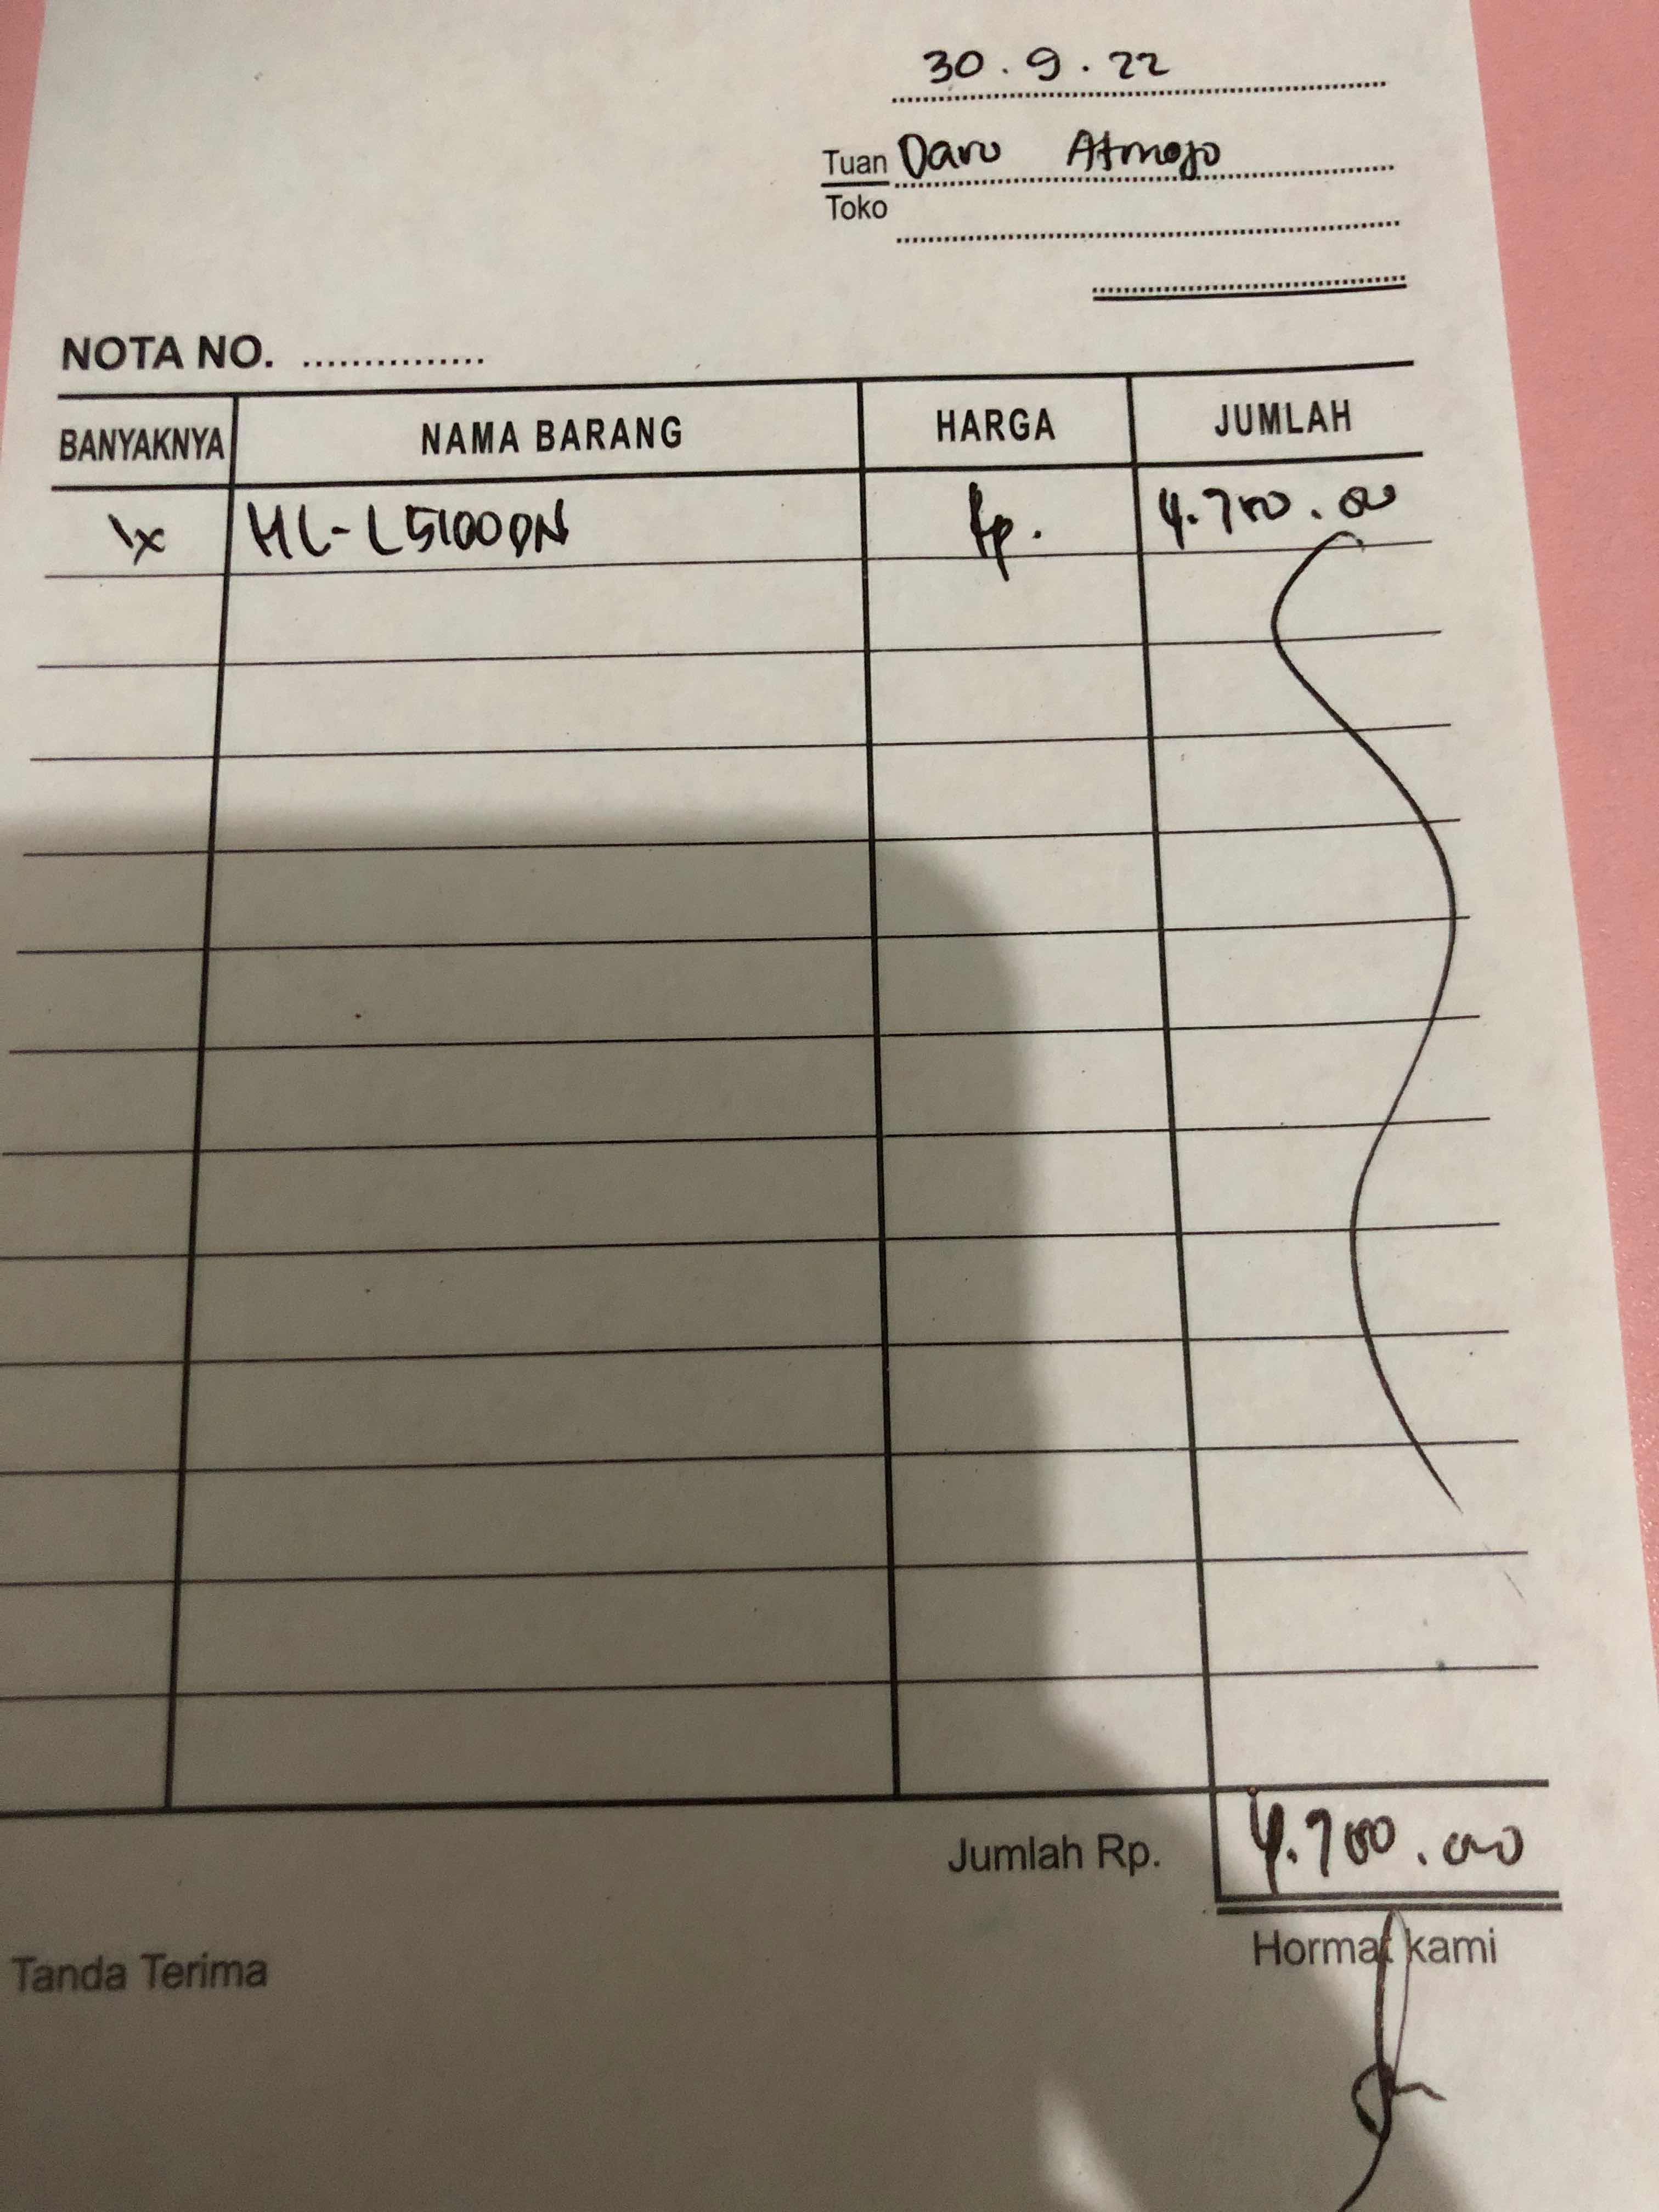 30.9.22
Tuan Daru Atmojo
Toko
NOTA NO. ...............
BANYAKNYA NAMA BARANG HARGA JUMLAH
1x HL-L5100DN Rp. 4.700.00
Jumlah Rp. 4.700.00
Tanda Terima Hormat kami